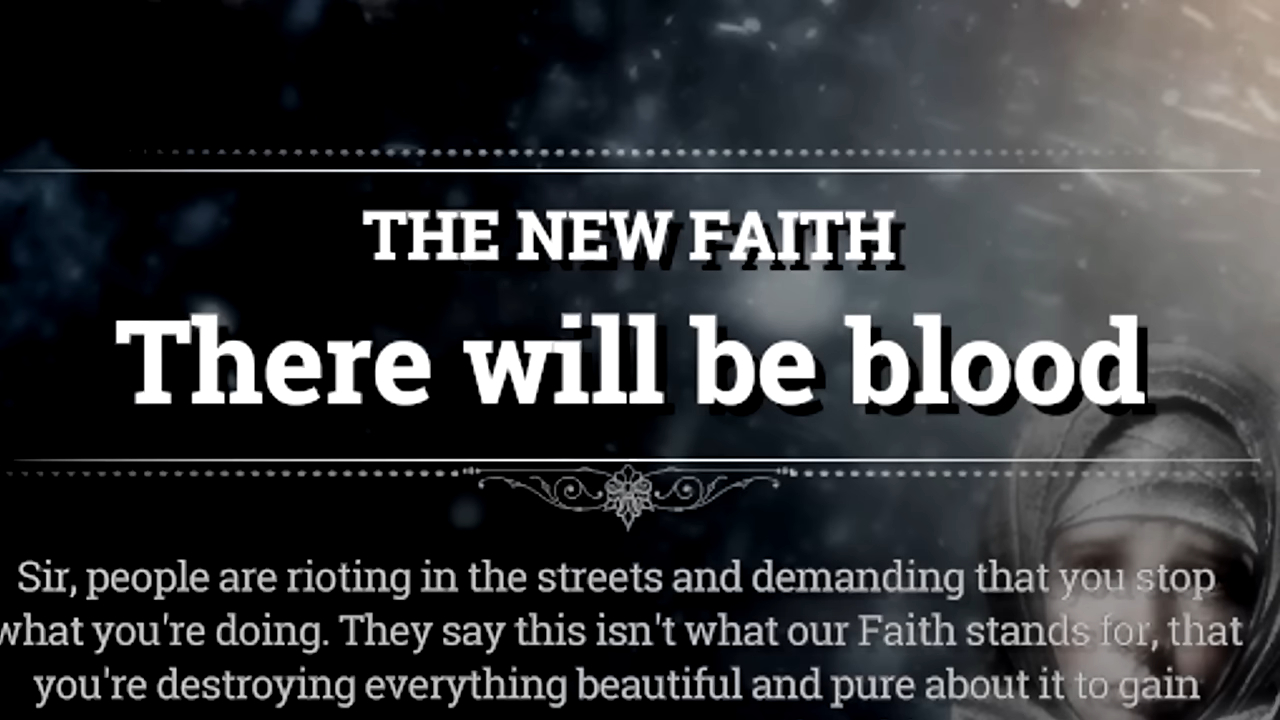 THE NEW FAITH
There will be blood
Sir, people are rioting in the streets and demanding that you stop
what you're doing. They say this isn't what our Faith stands for, that
you're destroying everything beautiful and pure about it to gain